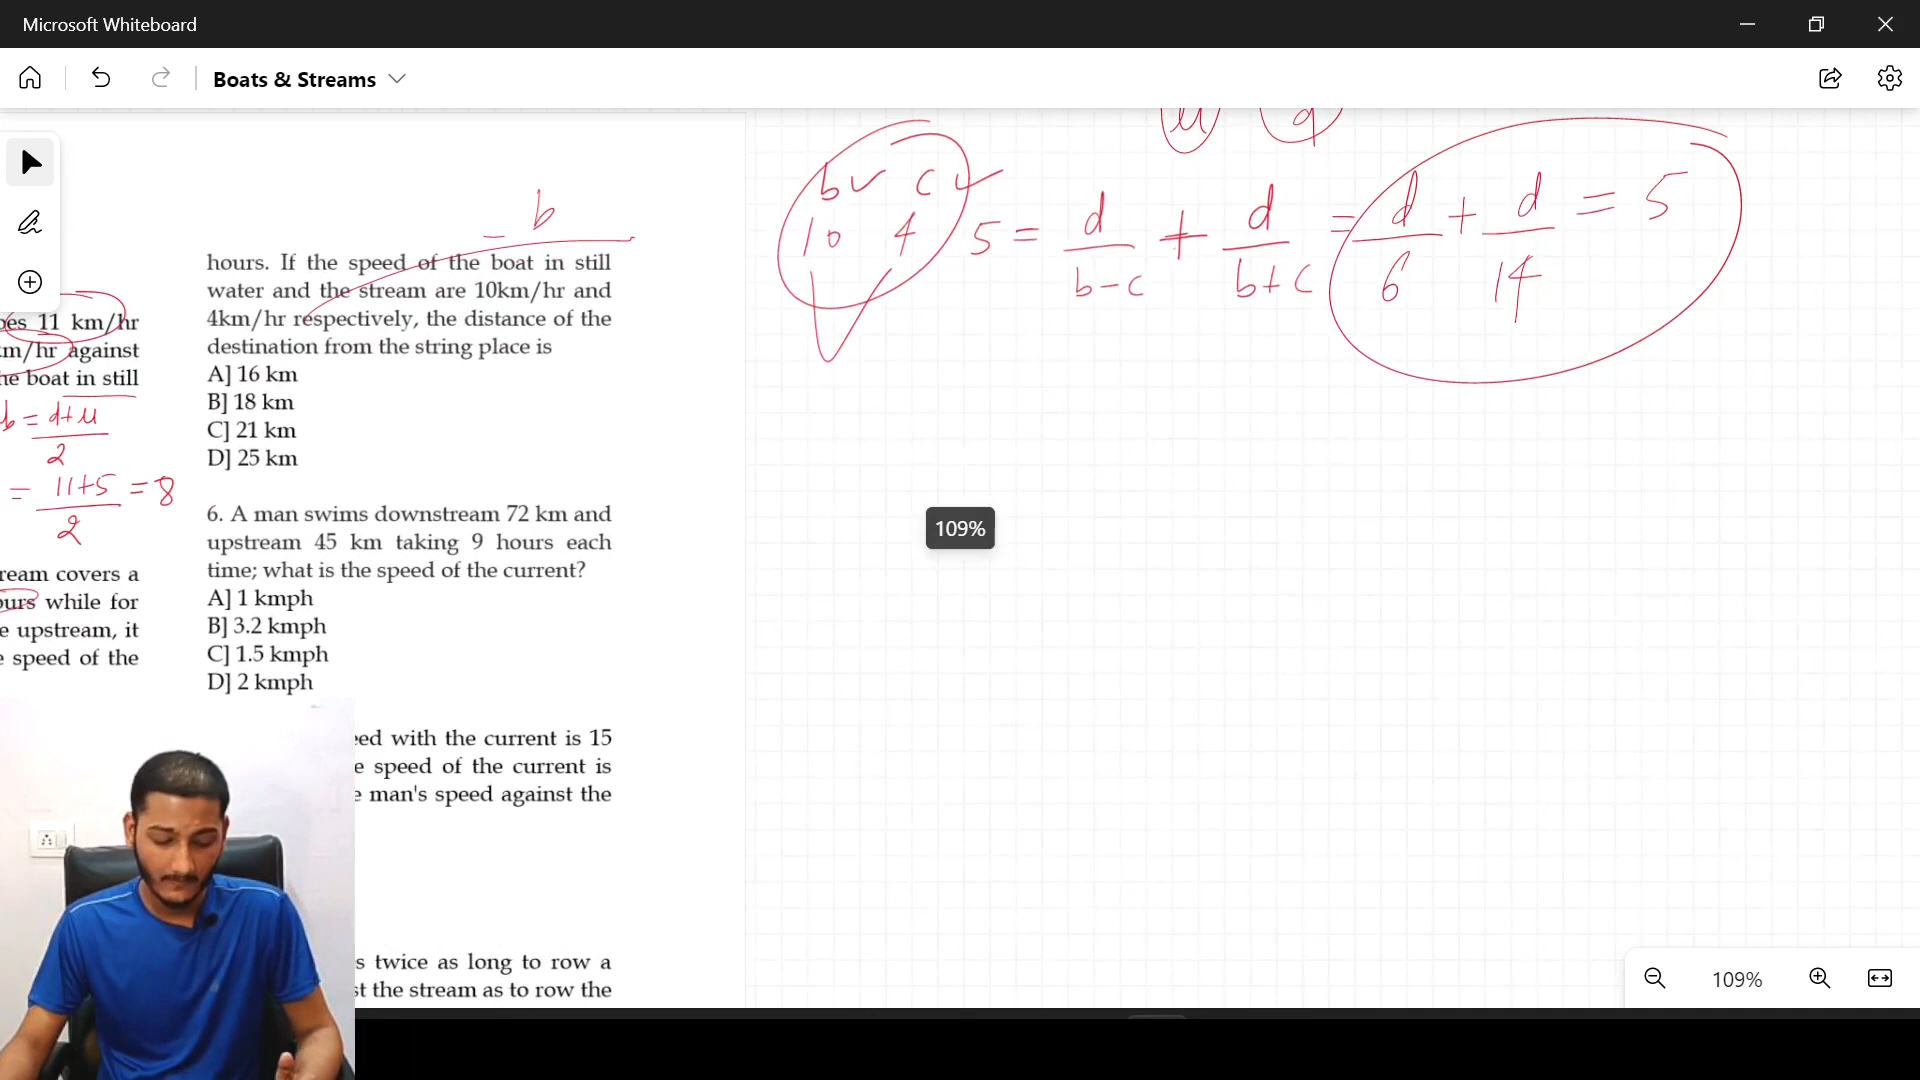 Microsoft Whiteboard
Boats & Streams
b
hours. If the speed of the boat in still
water and the stream are 10km/hr and
4km/hr respectively, the distance of the
destination from the string place is
A] 16 km
B] 18 km
C] 21 km
D] 25 km
6. A man swims downstream 72 km and
upstream 45 km taking 9 hours each
time; what is the speed of the current?
A] 1 kmph
B] 3.2 kmph
C] 1.5 kmph
D] 2 kmph
eed with the current is 15
e speed of the current is
e man's speed against the
s twice as long to row a
st the stream as to row the
11 km/hr
m/hr against
he boat in still
b = d+u / 2
= 11+5 / 2 = 8
ream covers a
ours while for
e upstream, it
e speed of the
u d
b✓ c✓
10 4
5 = d/b-c + d/b+c = d/6 + d/14 = 5
109%
109%